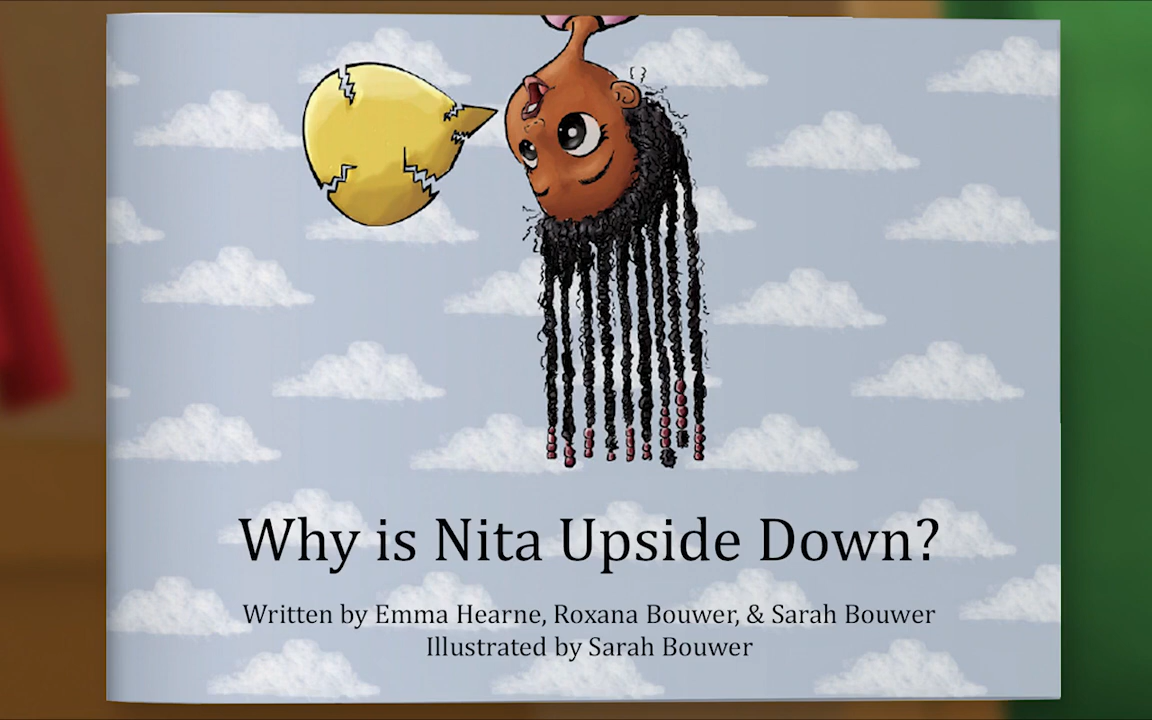 Why is Nita Upside Down?
Written by Emma Hearne, Roxana Bouwer, & Sarah Bouwer
Illustrated by Sarah Bouwer